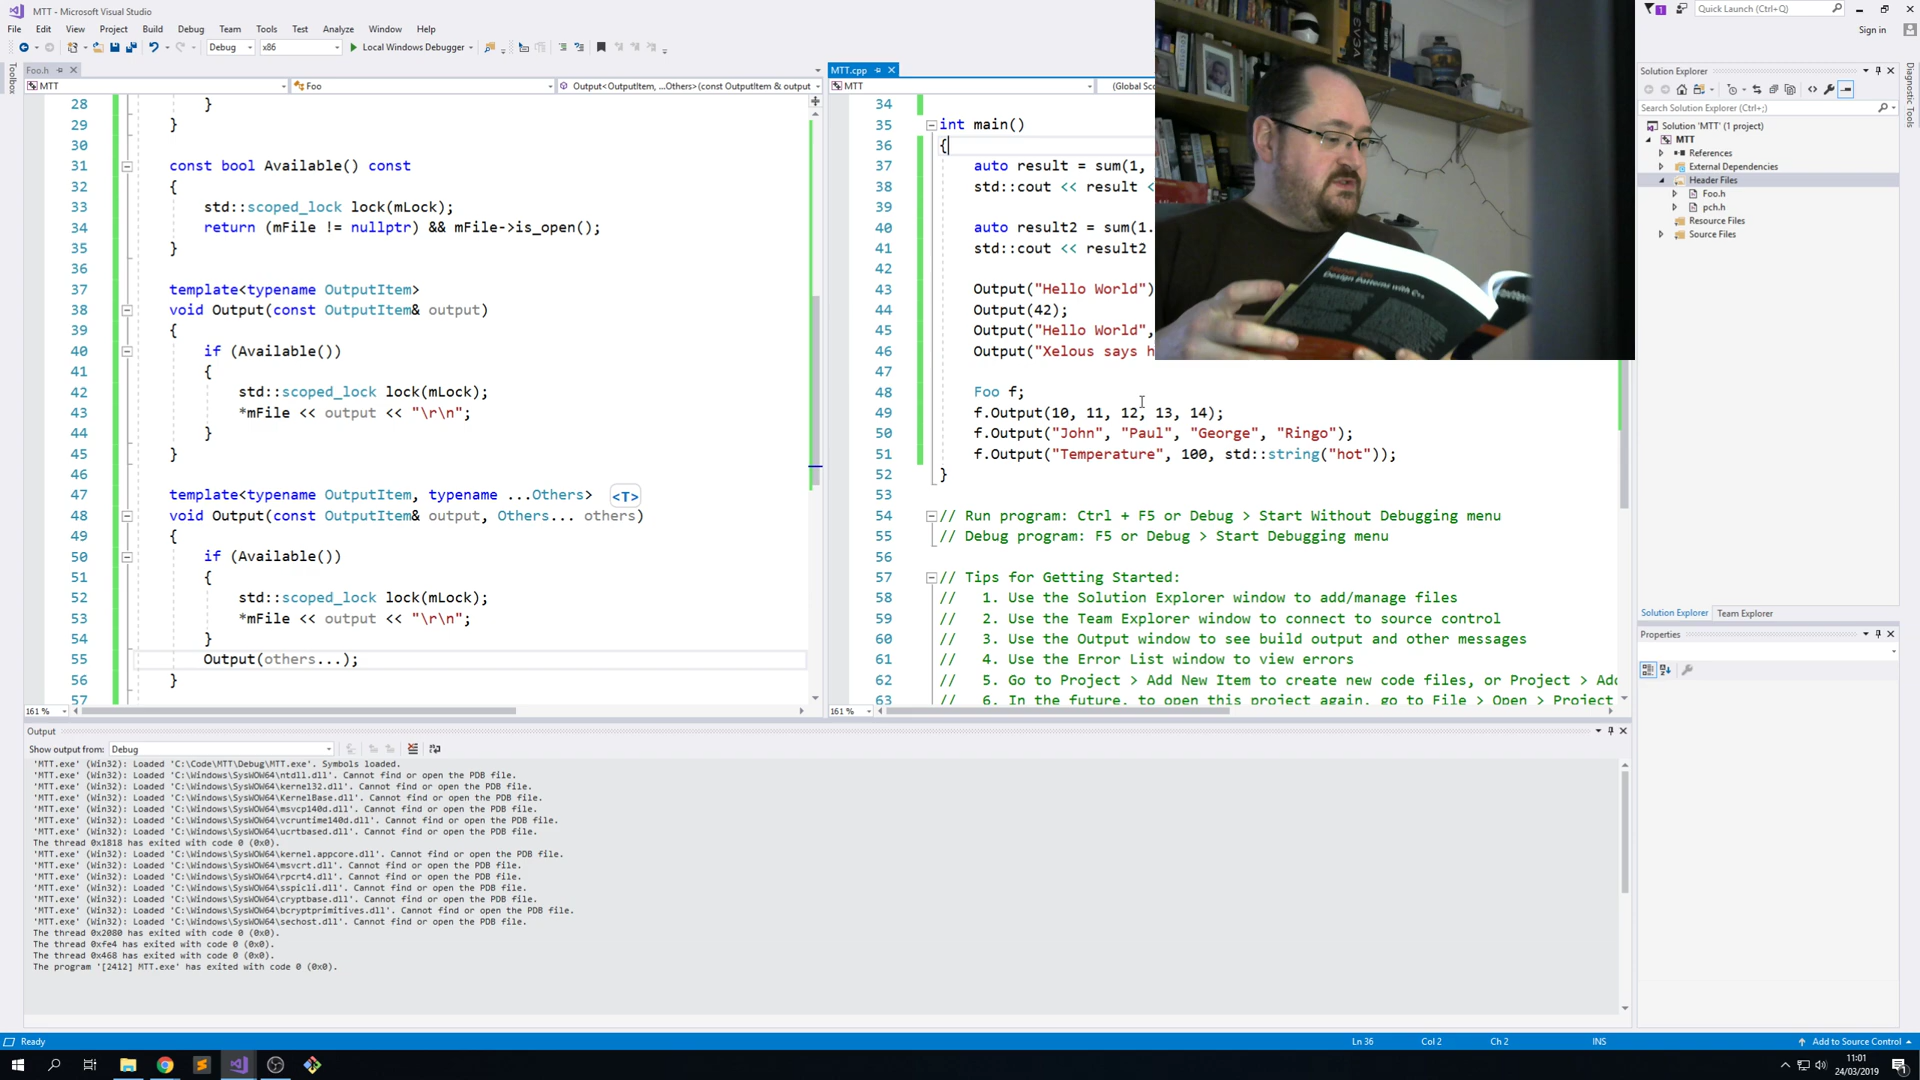 MTT - Microsoft Visual Studio
Quick Launch (Ctrl+Q)
File Edit View Project Build Debug Team Tools Test Analyze Window Help
Sign in
Debug x86 Local Windows Debugger
Toolbox
Foo.h
MTT
Foo
Output<OutputItem, ...Others>(const OutputItem & output
28 }
29 }
30
31 const bool Available() const
32 {
33 std::scoped_lock lock(mLock);
34 return (mFile != nullptr) && mFile->is_open();
35 }
36
37 template<typename OutputItem>
38 void Output(const OutputItem& output)
39 {
40 if (Available())
41 {
42 std::scoped_lock lock(mLock);
43 *mFile << output << "\r\n";
44 }
45 }
46
47 template<typename OutputItem, typename ...Others> <T>
48 void Output(const OutputItem& output, Others... others)
49 {
50 if (Available())
51 {
52 std::scoped_lock lock(mLock);
53 *mFile << output << "\r\n";
54 }
55 Output(others...);
56 }
57
161 %
MTT.cpp
MTT
(Global Sco
34
35 int main()
36 {
37 auto result = sum(1,
38 std::cout << result <
39
40 auto result2 = sum(1.
41 std::cout << result2
42
43 Output("Hello World")
44 Output(42);
45 Output("Hello World",
46 Output("Xelous says h
47
48 Foo f;
49 f.Output(10, 11, 12, 13, 14);
50 f.Output("John", "Paul", "George", "Ringo");
51 f.Output("Temperature", 100, std::string("hot"));
52 }
53
54 // Run program: Ctrl + F5 or Debug > Start Without Debugging menu
55 // Debug program: F5 or Debug > Start Debugging menu
56
57 // Tips for Getting Started:
58 // 1. Use the Solution Explorer window to add/manage files
59 // 2. Use the Team Explorer window to connect to source control
60 // 3. Use the Output window to see build output and other messages
61 // 4. Use the Error List window to view errors
62 // 5. Go to Project > Add New Item to create new code files, or Project > Add
63 // 6. In the future, to open this project again, go to File > Open > Project
161 %
Design Patterns with C++
Solution Explorer
Search Solution Explorer (Ctrl+;)
Solution 'MTT' (1 project)
MTT
References
External Dependencies
Header Files
Foo.h
pch.h
Resource Files
Source Files
Diagnostic Tools
Solution Explorer Team Explorer
Properties
Output
Show output from: Debug
'MTT.exe' (Win32): Loaded 'C:\Code\MTT\Debug\MTT.exe'. Symbols loaded.
'MTT.exe' (Win32): Loaded 'C:\Windows\SysWOW64\ntdll.dll'. Cannot find or open the PDB file.
'MTT.exe' (Win32): Loaded 'C:\Windows\SysWOW64\kernel32.dll'. Cannot find or open the PDB file.
'MTT.exe' (Win32): Loaded 'C:\Windows\SysWOW64\KernelBase.dll'. Cannot find or open the PDB file.
'MTT.exe' (Win32): Loaded 'C:\Windows\SysWOW64\msvcp140d.dll'. Cannot find or open the PDB file.
'MTT.exe' (Win32): Loaded 'C:\Windows\SysWOW64\vcruntime140d.dll'. Cannot find or open the PDB file.
'MTT.exe' (Win32): Loaded 'C:\Windows\SysWOW64\ucrtbased.dll'. Cannot find or open the PDB file.
The thread 0x1818 has exited with code 0 (0x0).
'MTT.exe' (Win32): Loaded 'C:\Windows\SysWOW64\kernel.appcore.dll'. Cannot find or open the PDB file.
'MTT.exe' (Win32): Loaded 'C:\Windows\SysWOW64\msvcrt.dll'. Cannot find or open the PDB file.
'MTT.exe' (Win32): Loaded 'C:\Windows\SysWOW64\rpcrt4.dll'. Cannot find or open the PDB file.
'MTT.exe' (Win32): Loaded 'C:\Windows\SysWOW64\sspicli.dll'. Cannot find or open the PDB file.
'MTT.exe' (Win32): Loaded 'C:\Windows\SysWOW64\cryptbase.dll'. Cannot find or open the PDB file.
'MTT.exe' (Win32): Loaded 'C:\Windows\SysWOW64\bcryptprimitives.dll'. Cannot find or open the PDB file.
'MTT.exe' (Win32): Loaded 'C:\Windows\SysWOW64\sechost.dll'. Cannot find or open the PDB file.
The thread 0x2080 has exited with code 0 (0x0).
The thread 0xfe4 has exited with code 0 (0x0).
The thread 0x468 has exited with code 0 (0x0).
The program '[2412] MTT.exe' has exited with code 0 (0x0).
Ready Ln 36 Col 2 Ch 2 INS Add to Source Control
11:01
24/03/2019